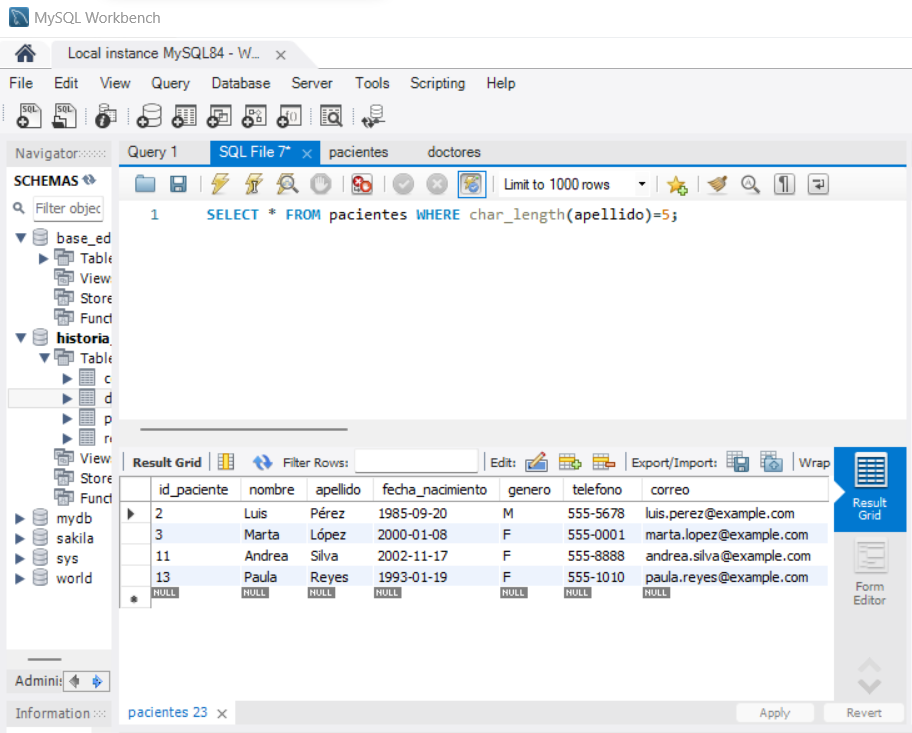 MySQL Workbench
Local instance MySQL84 - W...
File Edit View Query Database Server Tools Scripting Help
Navigator
Query 1 SQL File 7* pacientes doctores
SCHEMAS
Limit to 1000 rows
Filter objec
1 SELECT * FROM pacientes WHERE char_length(apellido)=5;
base_ed
Table
View
Store
Funct
historia_
Table
c
d
p
re
View
Store
Funct
mydb
sakila
sys
world
Result Grid Filter Rows: Edit: Export/Import: Wrap
id_paciente nombre apellido fecha_nacimiento genero telefono correo
2 Luis Pérez 1985-09-20 M 555-5678 luis.perez@example.com
3 Marta López 2000-01-08 F 555-0001 marta.lopez@example.com
11 Andrea Silva 2002-11-17 F 555-8888 andrea.silva@example.com
13 Paula Reyes 1993-01-19 F 555-1010 paula.reyes@example.com
NULL NULL NULL NULL NULL NULL NULL
Result
Grid
Form
Editor
Adminis
Information
pacientes 23
Apply Revert